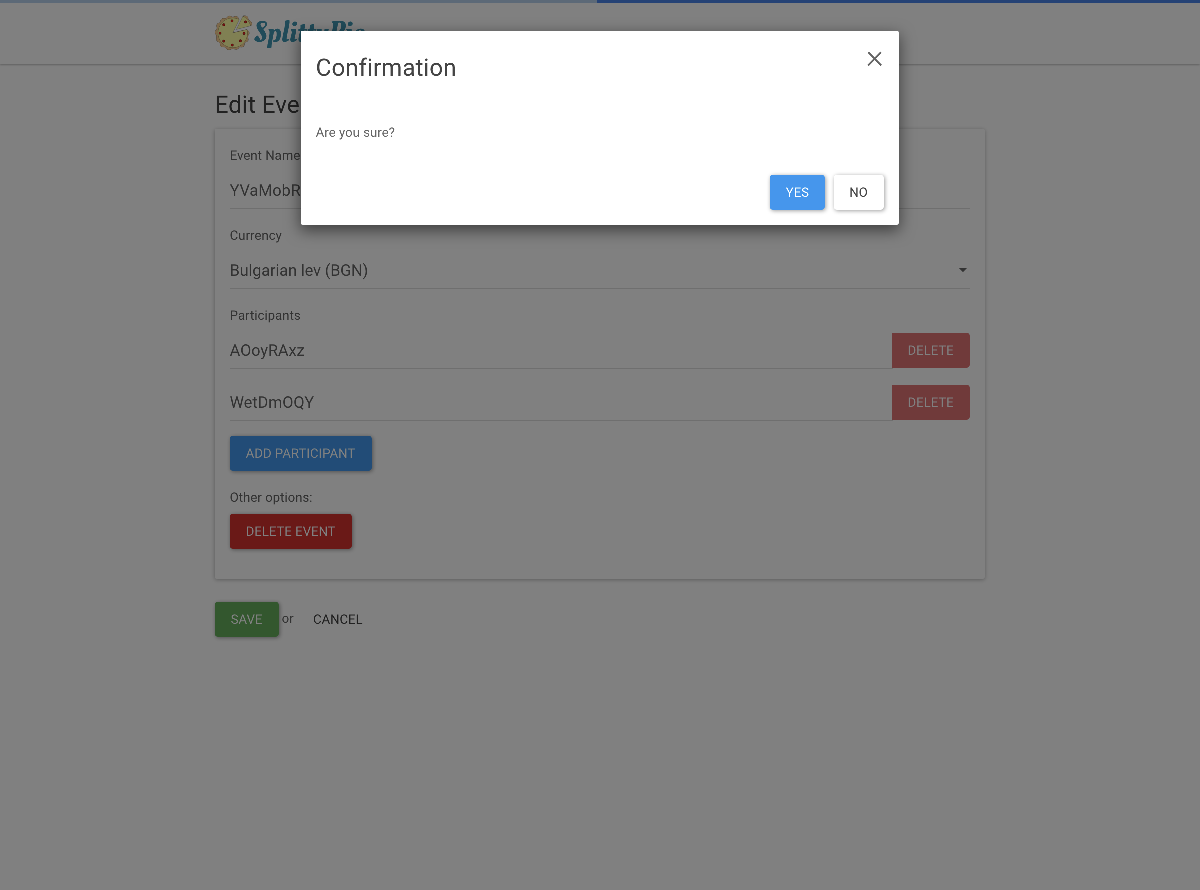 Confirmation
Are you sure?
YES
NO
Edit Eve
Event Name
YVaMobR
Currency
Bulgarian lev (BGN)
Participants
AOoyRAxz
DELETE
WetDmOQY
DELETE
ADD PARTICIPANT
Other options:
DELETE EVENT
SAVE or CANCEL